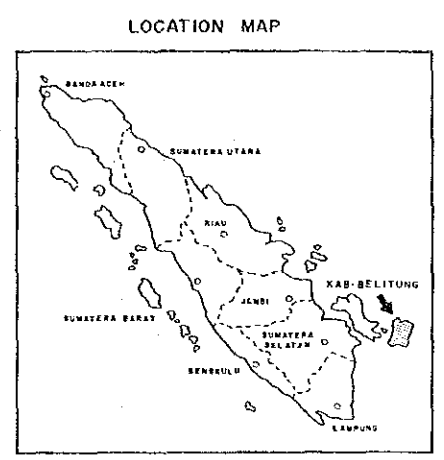 LOCATION MAP
BANDA ACEH
SUMATERA UTARA
RIAU
KAB-BELITUNG
JAMBI
SUMATERA BARAT
SUMATERA
SELATAN
BENGKULU
LAMPUNG